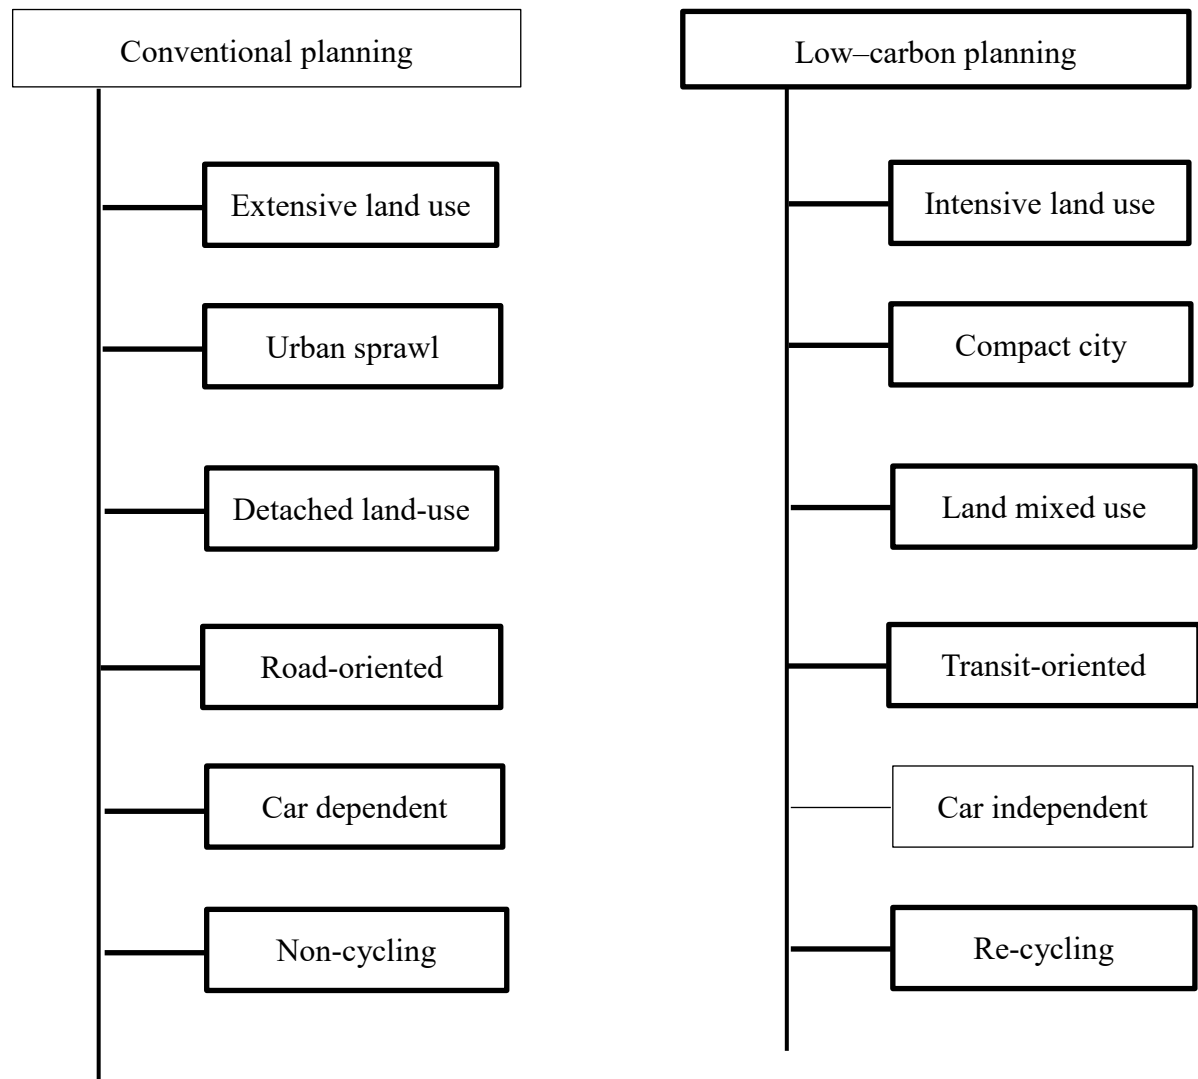 Conventional planning
Extensive land use
Urban sprawl
Detached land-use
Road-oriented
Car dependent
Non-cycling
Low–carbon planning
Intensive land use
Compact city
Land mixed use
Transit-oriented
Car independent
Re-cycling